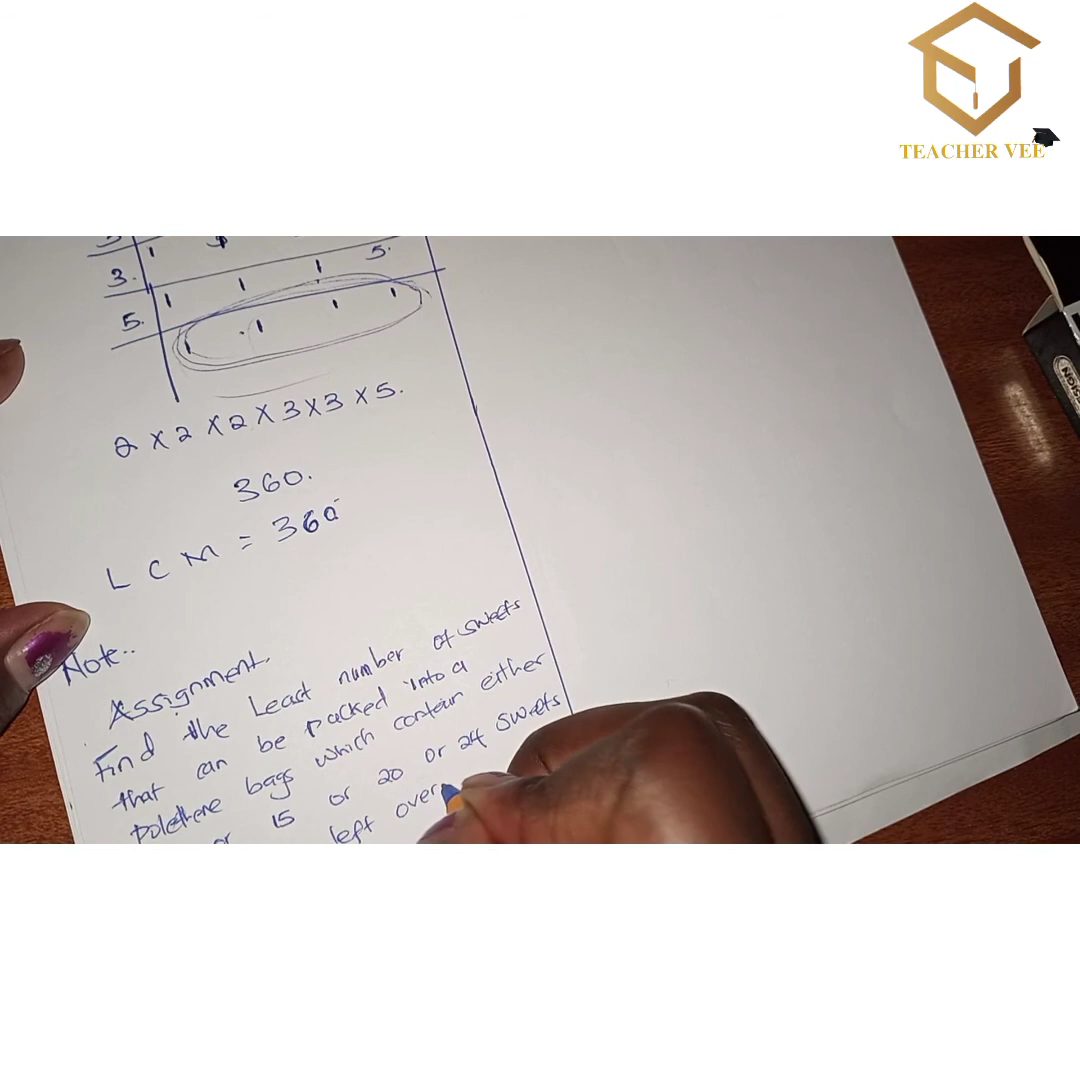 TEACHER VEE
3.
5.
5.
2 X 2 X 2 X 3 X 3 X 5.
360.
L C M = 360
Note..
Assignment.
Find the Least number of sweets
that can be packed into a
polethene bags which contain either
or 15 or 20 or 24 sweets
left over